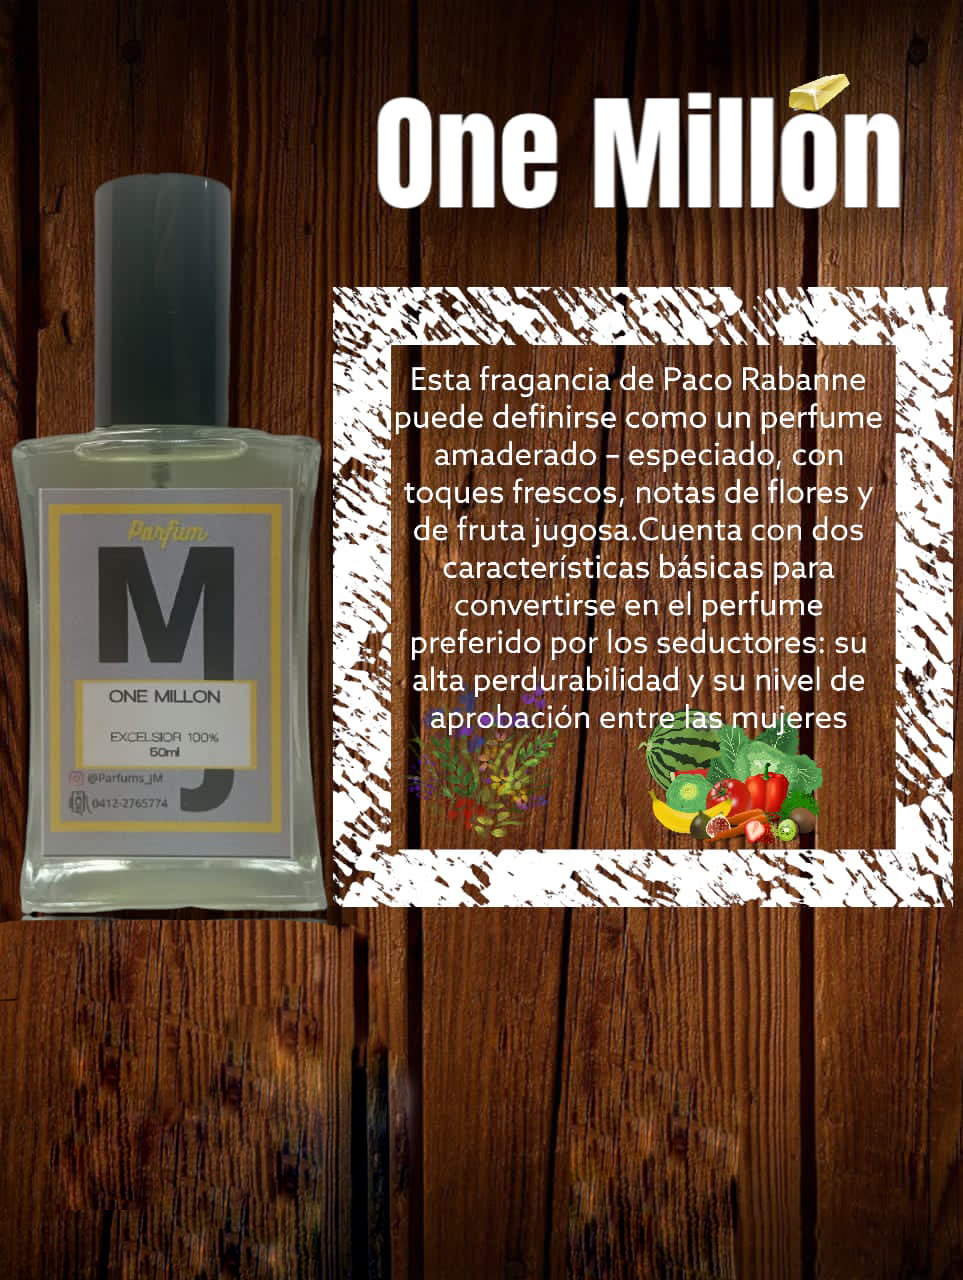 One Millón
Esta fragancia de Paco Rabanne
puede definirse como un perfume
amaderado – especiado, con
toques frescos, notas de flores y
de fruta jugosa.Cuenta con dos
características básicas para
convertirse en el perfume
preferido por los seductores: su
alta perdurabilidad y su nivel de
aprobación entre las mujeres
Parfum
MJ
ONE MILLON
EXCELSIOR 100%
50ml
@Parfums_jM
0412-2765774